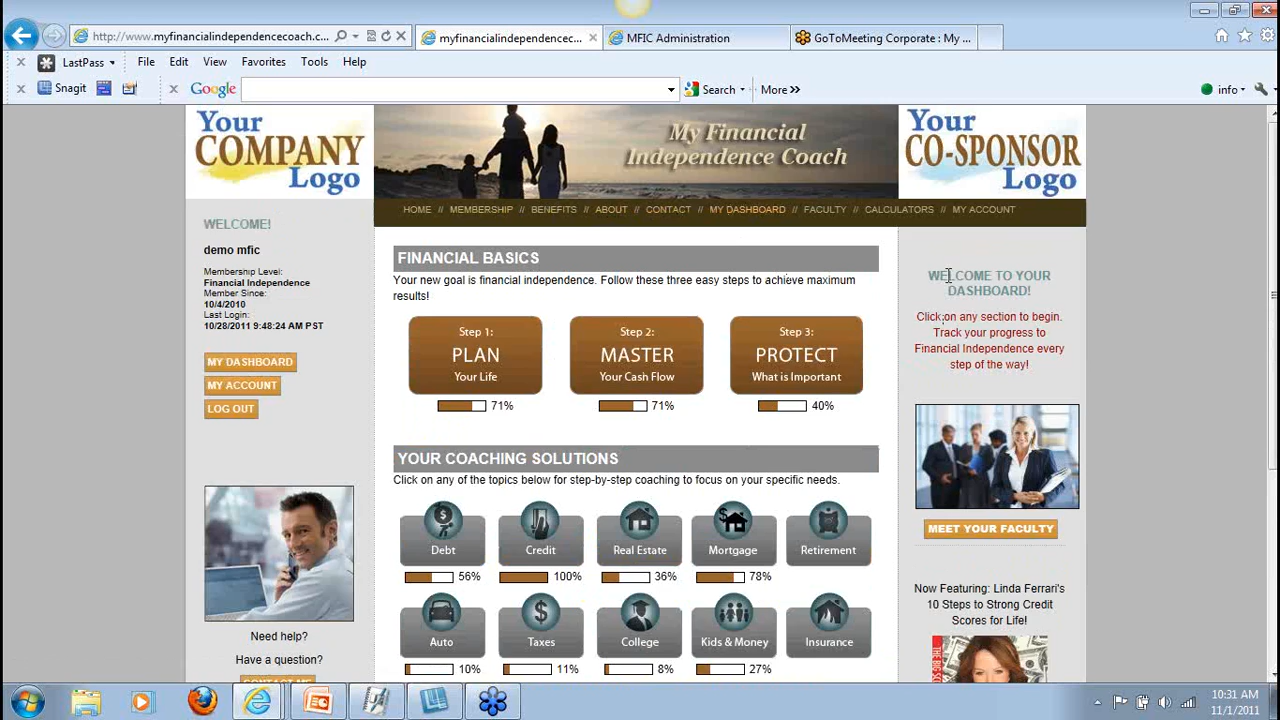 http://www.myfinancialindependencecoach.c...
myfinancialindependencec...
MFIC Administration
GoToMeeting Corporate : My ...
LastPass
File Edit View Favorites Tools Help
Snagit
Google
Search
More »
info
Your
COMPANY
Logo
My Financial
Independence Coach
Your
CO-SPONSOR
Logo
HOME // MEMBERSHIP // BENEFITS // ABOUT // CONTACT // MY DASHBOARD // FACULTY // CALCULATORS // MY ACCOUNT
WELCOME!
demo mfic
Membership Level:
Financial Independence
Member Since:
10/4/2010
Last Login:
10/28/2011 9:48:24 AM PST
MY DASHBOARD
MY ACCOUNT
LOG OUT
Need help?
Have a question?
CONTACT ME
FINANCIAL BASICS
Your new goal is financial independence. Follow these three easy steps to achieve maximum
results!
Step 1:
PLAN
Your Life
71%
Step 2:
MASTER
Your Cash Flow
71%
Step 3:
PROTECT
What is Important
40%
YOUR COACHING SOLUTIONS
Click on any of the topics below for step-by-step coaching to focus on your specific needs.
Debt
56%
Credit
100%
Real Estate
36%
Mortgage
78%
Retirement
Auto
10%
Taxes
11%
College
8%
Kids & Money
27%
Insurance
WELCOME TO YOUR
DASHBOARD!
Click on any section to begin.
Track your progress to
Financial Independence every
step of the way!
MEET YOUR FACULTY
Now Featuring: Linda Ferrari's
10 Steps to Strong Credit
Scores for Life!
10:31 AM
11/1/2011